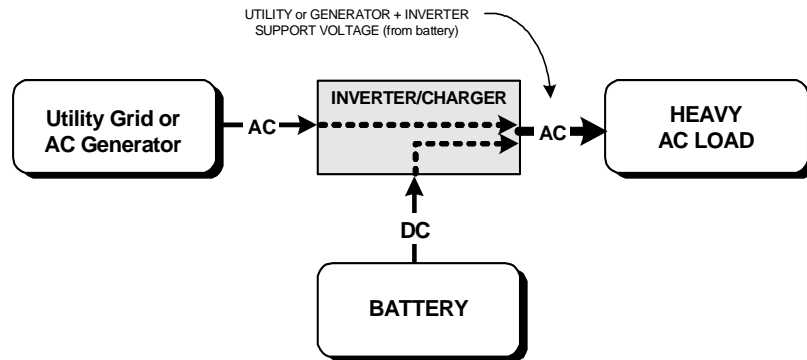 UTILITY or GENERATOR + INVERTER
SUPPORT VOLTAGE (from battery)
Utility Grid or
AC Generator
AC
INVERTER/CHARGER
AC
HEAVY
AC LOAD
DC
BATTERY